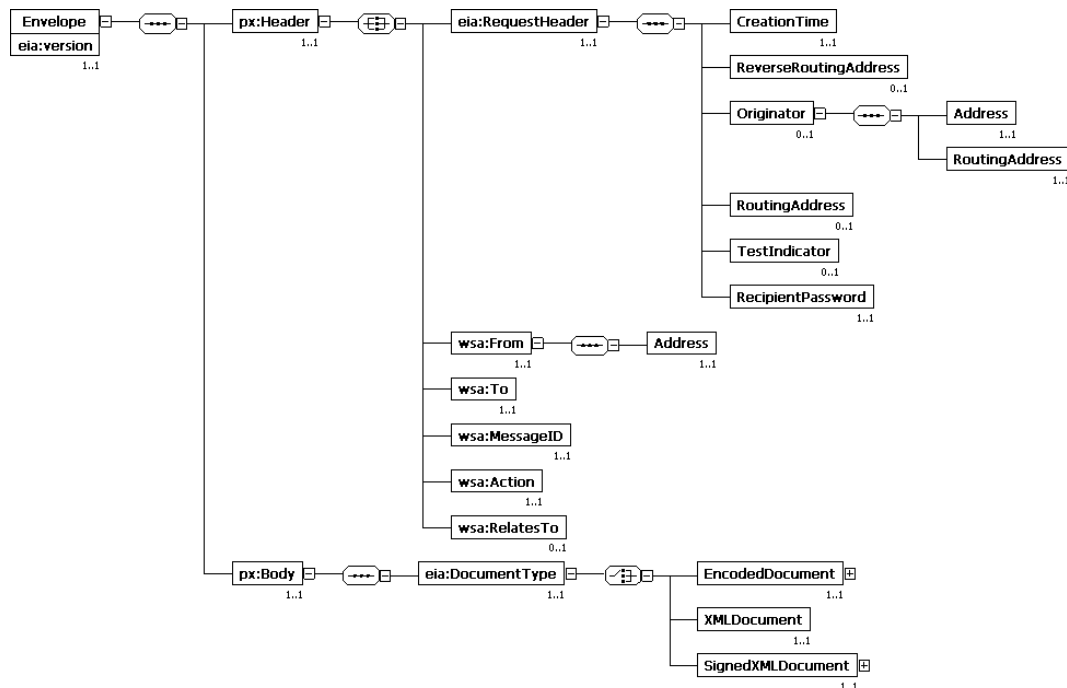 Envelope
eia:version
1..1
px:Header
1..1
eia:RequestHeader
1..1
CreationTime
1..1
ReverseRoutingAddress
0..1
Originator
0..1
Address
1..1
RoutingAddress
1..1
RoutingAddress
0..1
TestIndicator
0..1
RecipientPassword
1..1
wsa:From
1..1
Address
1..1
wsa:To
1..1
wsa:MessageID
1..1
wsa:Action
1..1
wsa:RelatesTo
0..1
px:Body
1..1
eia:DocumentType
1..1
EncodedDocument
1..1
XMLDocument
1..1
SignedXMLDocument
1..1